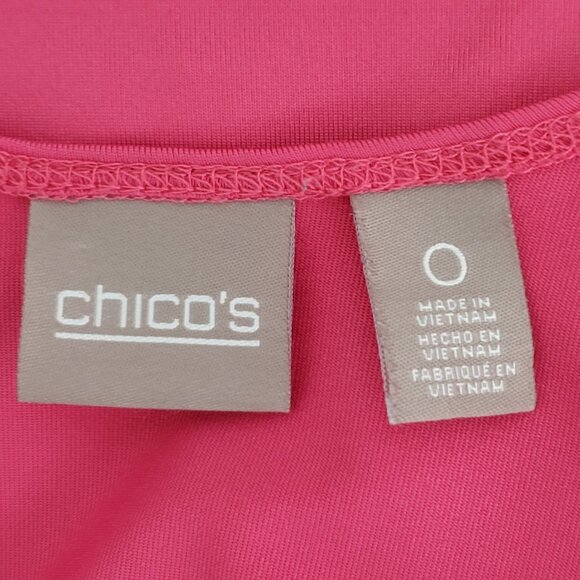 chico's
0
MADE IN
VIETNAM
HECHO EN
VIETNAM
FABRIQUÉ EN
VIETNAM